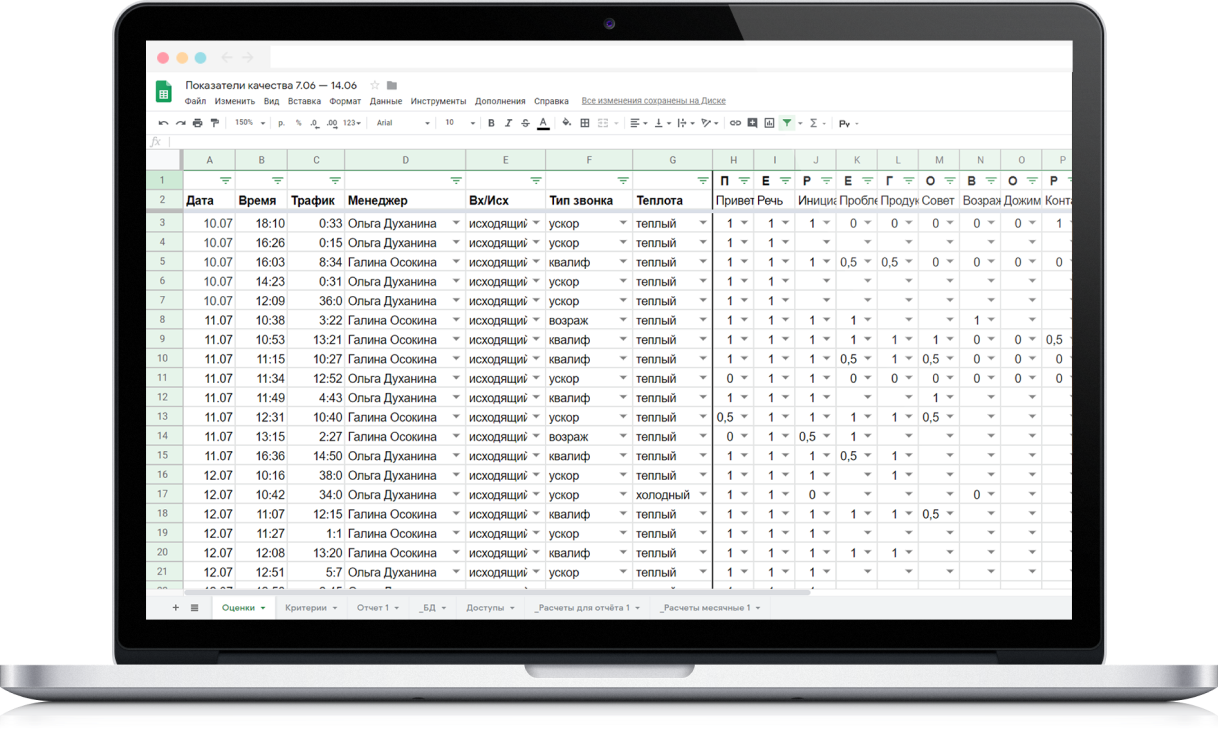 Показатели качества 7.06 — 14.06
Файл Изменить Вид Вставка Формат Данные Инструменты Дополнения Справка Все изменения сохранены на Диске
150% р. % .0 .00 123 Arial 10 B I S A Σ Ру
fx
A B C D E F G H I J K L M N O P
1 П Е Р Е Г О В О Р
2 Дата Время Трафик Менеджер Вх/Исх Тип звонка Теплота Привет Речь Иници Пробле Продук Совет Возраж Дожим Конта
3 10.07 18:10 0:33 Ольга Духанина исходящий ускор теплый 1 1 1 0 0 0 0 0 1
4 10.07 16:26 0:15 Ольга Духанина исходящий ускор теплый 1 1
5 10.07 16:03 8:34 Галина Осокина исходящий квалиф теплый 1 1 1 0,5 0,5 0 0 0 0
6 10.07 14:23 0:31 Ольга Духанина исходящий ускор теплый 1 1
7 10.07 12:09 36:0 Ольга Духанина исходящий ускор теплый 1 1
8 11.07 10:38 3:22 Галина Осокина исходящий возраж теплый 1 1 1 1 1
9 11.07 10:53 13:21 Галина Осокина исходящий квалиф теплый 1 1 1 1 1 1 0 0 0,5
10 11.07 11:15 10:27 Галина Осокина исходящий квалиф теплый 1 1 1 0,5 1 0,5 0 0 0
11 11.07 11:34 12:52 Ольга Духанина исходящий ускор теплый 0 1 1 0 0 0 0 0 0
12 11.07 11:49 4:43 Ольга Духанина исходящий квалиф теплый 1 1 1 1
13 11.07 12:31 10:40 Галина Осокина исходящий ускор теплый 0,5 1 1 1 1 0,5
14 11.07 13:15 2:27 Галина Осокина исходящий возраж теплый 0 1 0,5 1
15 11.07 16:36 14:50 Галина Осокина исходящий квалиф теплый 1 1 1 0,5 1
16 12.07 10:16 38:0 Ольга Духанина исходящий ускор теплый 1 1 1 1
17 12.07 10:42 34:0 Ольга Духанина исходящий ускор холодный 1 1 0 0
18 12.07 11:07 12:15 Галина Осокина исходящий квалиф теплый 1 1 1 1 1 0,5
19 12.07 11:27 1:1 Галина Осокина исходящий ускор теплый 1 1 1
20 12.07 12:08 13:20 Галина Осокина исходящий квалиф теплый 1 1 1 1 1
21 12.07 12:51 5:7 Ольга Духанина исходящий ускор теплый 1 1 1
+ Оценки Критерии Отчет 1 _БД Доступы _Расчеты для отчёта 1 _Расчеты месячные 1